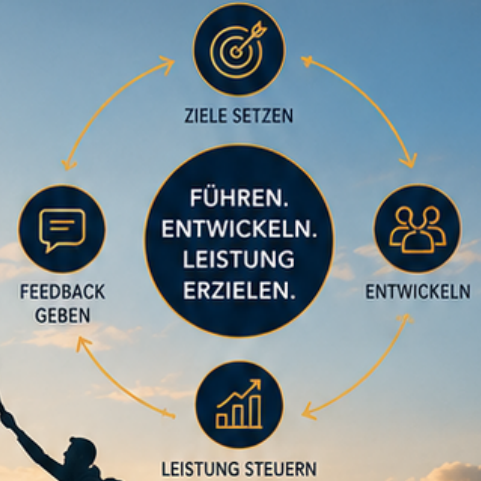 ZIELE SETZEN
FÜHREN.
ENTWICKELN.
LEISTUNG
ERZIELEN.
FEEDBACK
GEBEN
ENTWICKELN
LEISTUNG STEUERN